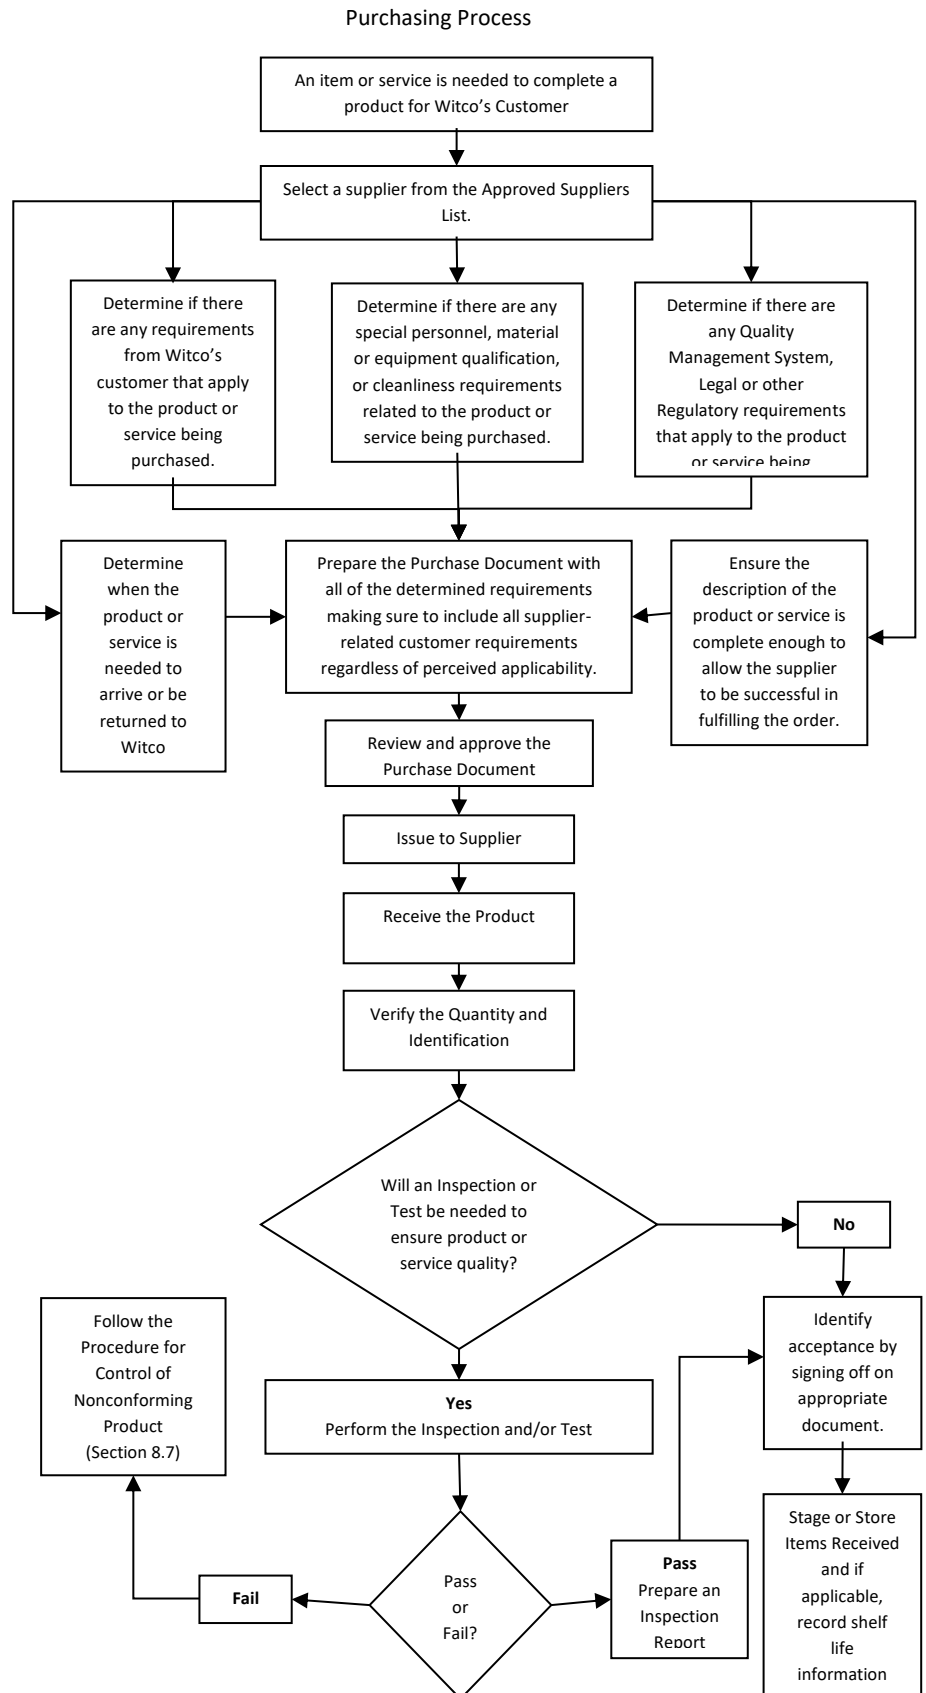 Purchasing Process
An item or service is needed to complete a
product for Witco’s Customer
Select a supplier from the Approved Suppliers
List.
Determine if there
are any requirements
from Witco’s
customer that apply
to the product or
service being
purchased.
Determine if there are any
special personnel, material
or equipment qualification,
or cleanliness requirements
related to the product or
service being purchased.
Determine if there are
any Quality
Management System,
Legal or other
Regulatory requirements
that apply to the product
or service being
Determine
when the
product or
service is
needed to
arrive or be
returned to
Witco
Prepare the Purchase Document with
all of the determined requirements
making sure to include all supplier-
related customer requirements
regardless of perceived applicability.
Ensure the
description of the
product or service is
complete enough to
allow the supplier
to be successful in
fulfilling the order.
Review and approve the
Purchase Document
Issue to Supplier
Receive the Product
Verify the Quantity and
Identification
Will an Inspection or
Test be needed to
ensure product or
service quality?
No
Follow the
Procedure for
Control of
Nonconforming
Product
(Section 8.7)
Identify
acceptance by
signing off on
appropriate
document.
Yes
Perform the Inspection and/or Test
Stage or Store
Items Received
and if
applicable,
record shelf
life
information
Pass
or
Fail?
Fail
Pass
Prepare an
Inspection
Report